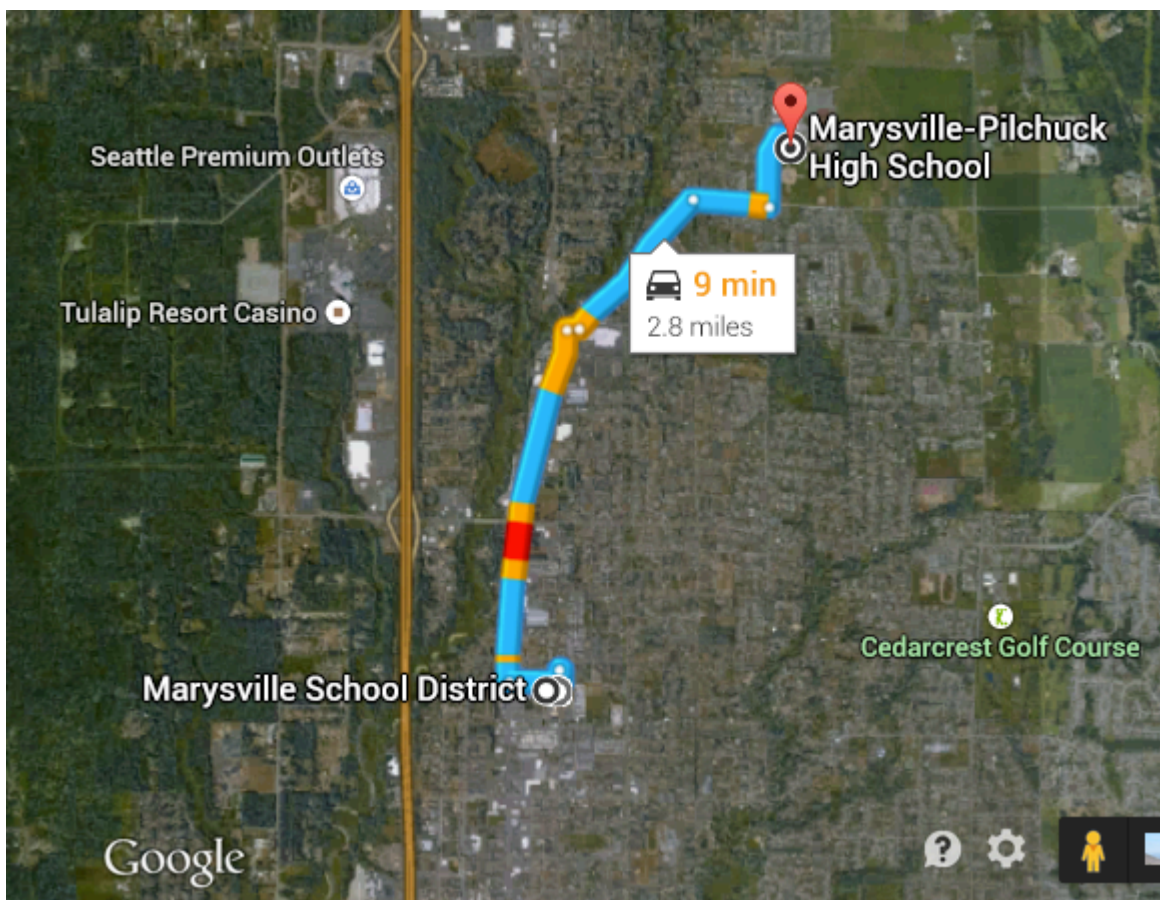 Marysville-Pilchuck
High School
Seattle Premium Outlets
9 min
2.8 miles
Tulalip Resort Casino
Cedarcrest Golf Course
Marysville School District
Google
?